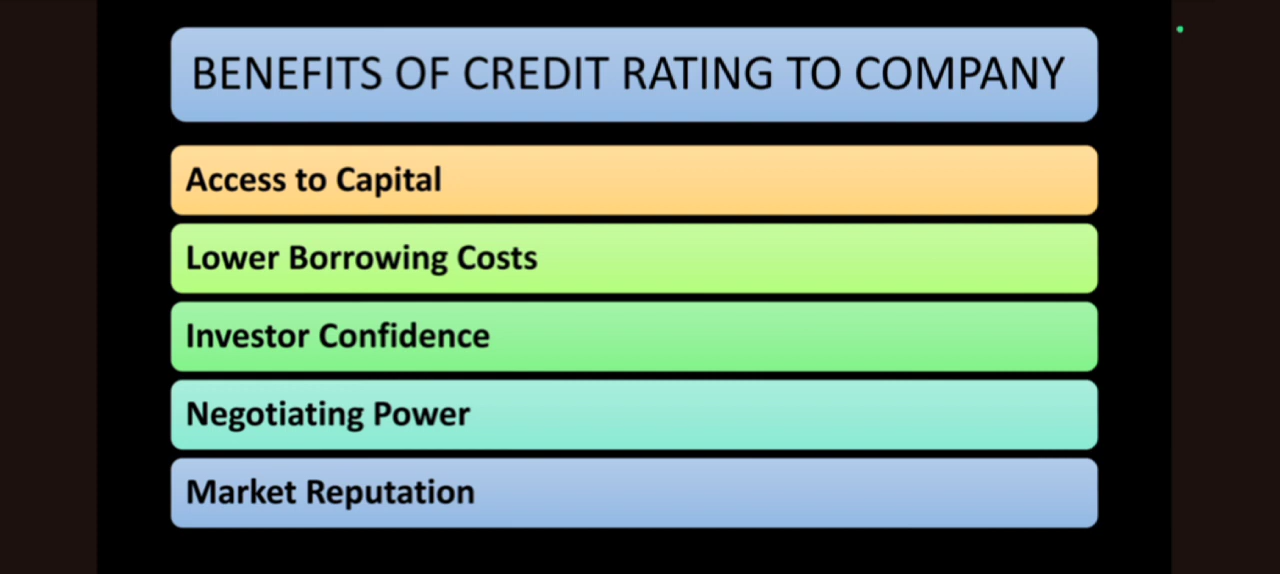 BENEFITS OF CREDIT RATING TO COMPANY
Access to Capital
Lower Borrowing Costs
Investor Confidence
Negotiating Power
Market Reputation